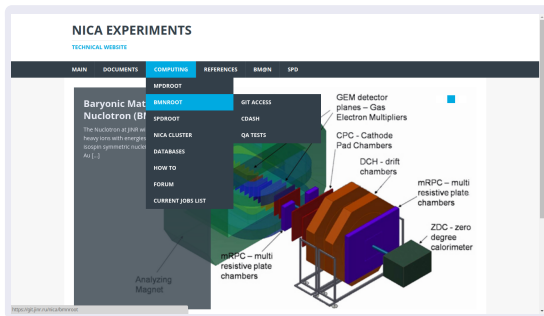 NICA EXPERIMENTS
TECHNICAL WEBSITE
MAIN DOCUMENTS COMPUTING REFERENCES BM@N SPD
MPDROOT
BMNROOT
SPDROOT
NICA CLUSTER
DATABASES
HOW TO
FORUM
CURRENT JOBS LIST
GIT ACCESS
CDASH
QA TESTS
Baryonic Mat
Nuclotron (BM
The Nuclotron at JINR wi
heavy ions with energies
isospin symmetric nucle
Au [...]
GEM detector
planes – Gas
Electron Multipliers
CPC - Cathode
Pad Chambers
DCH - drift
chambers
mRPC – multi
resistive plate
chambers
ZDC - zero
degree
calorimeter
mRPC – multi
resistive plate
chambers
Analyzing
Magnet